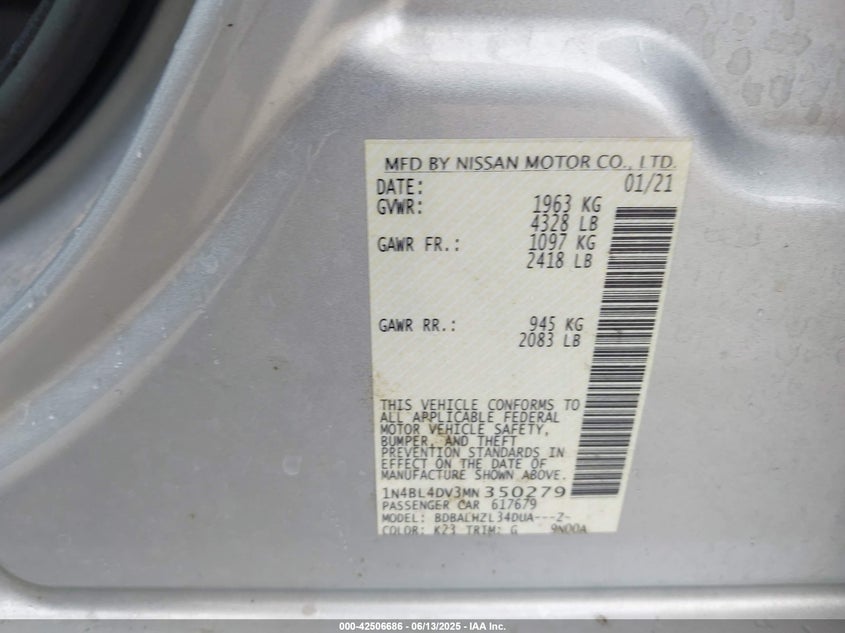 MFD BY NISSAN MOTOR CO., LTD.
DATE: 01/21
GVWR: 1963 KG
4328 LB
GAWR FR.: 1097 KG
2418 LB
GAWR RR.: 945 KG
2083 LB
THIS VEHICLE CONFORMS TO
ALL APPLICABLE FEDERAL
MOTOR VEHICLE SAFETY,
BUMPER, AND THEFT
PREVENTION STANDARDS IN
EFFECT ON THE DATE OF
MANUFACTURE SHOWN ABOVE.
1N4BL4DV3MN350279
PASSENGER CAR 617679
MODEL: BDBALHZL34DUA---Z-
COLOR: K23 TRIM: G 9N00A
000-42506686 - 06/13/2025 - IAA Inc.